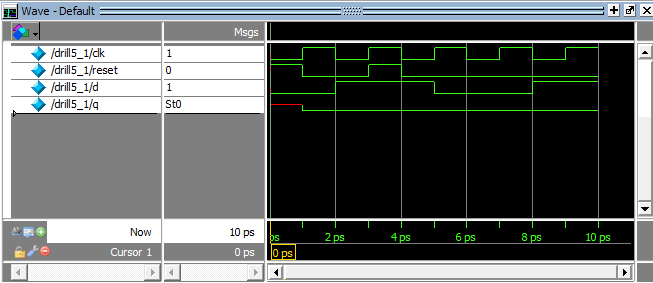 Wave - Default
Msgs
/drill5_1/clk 1
/drill5_1/reset 0
/drill5_1/d 1
/drill5_1/q St0
Now 10 ps ps 2 ps 4 ps 6 ps 8 ps 10 ps
Cursor 1 0 ps 0 ps